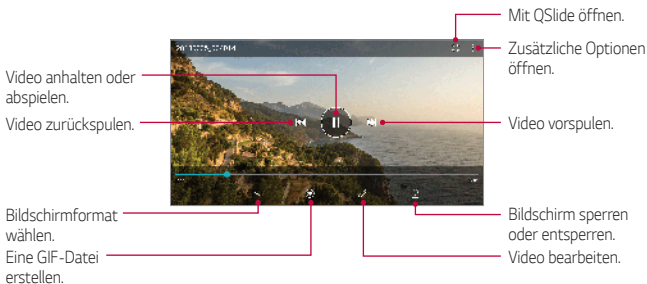 Mit QSlide öffnen.
Zusätzliche Optionen
öffnen.
Video anhalten oder
abspielen.
Video zurückspulen.
Video vorspulen.
Bildschirmformat
wählen.
Eine GIF-Datei
erstellen.
Bildschirm sperren
oder entsperren.
Video bearbeiten.